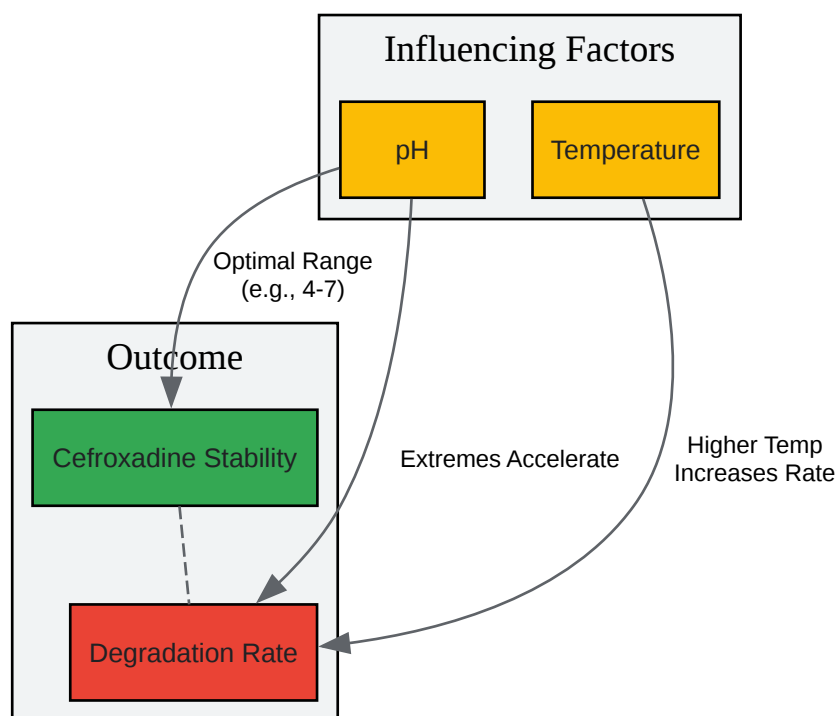 Influencing Factors
pH
Temperature
Optimal Range
(e.g., 4-7)
Outcome
Cefroxadine Stability
Extremes Accelerate
Higher Temp
Increases Rate
Degradation Rate